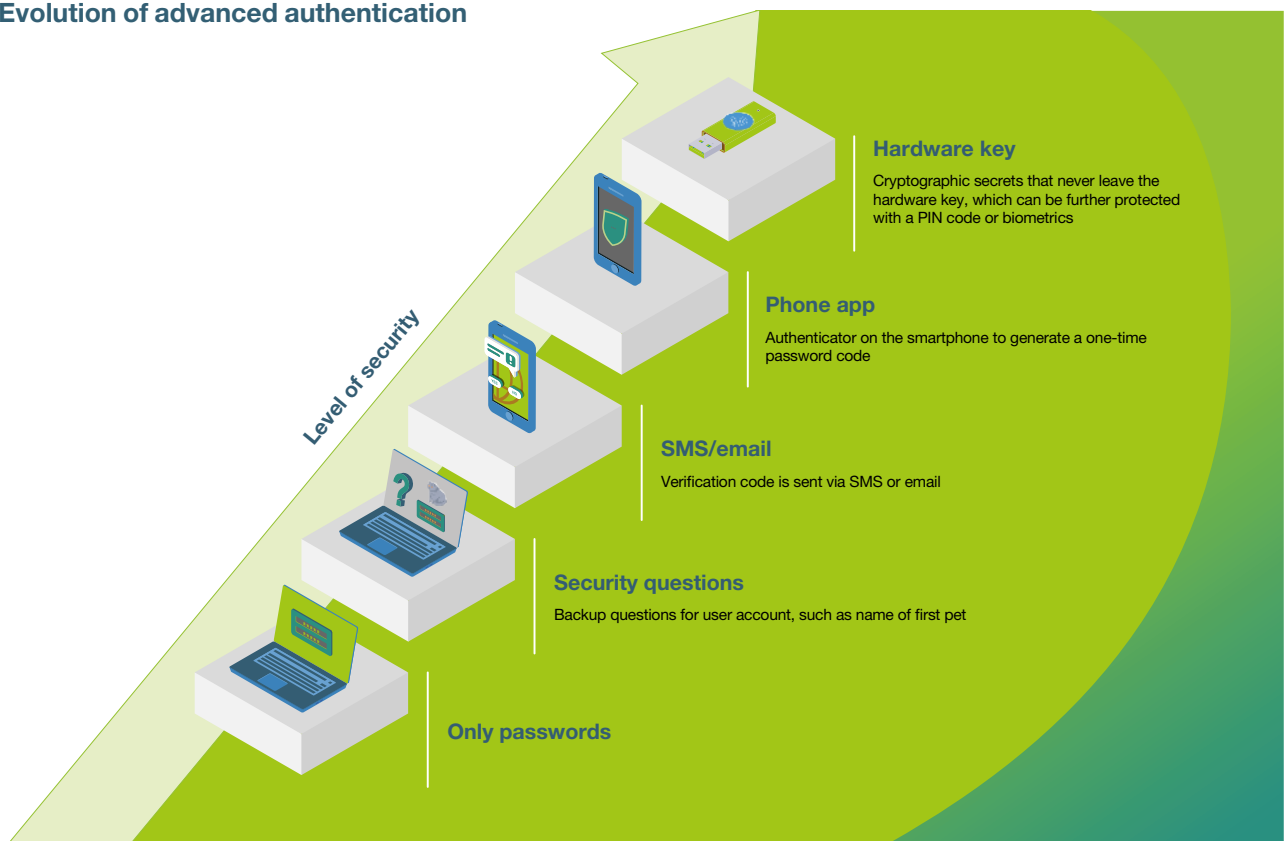 Evolution of advanced authentication
Hardware key
Cryptographic secrets that never leave the
hardware key, which can be further protected
with a PIN code or biometrics
Phone app
Authenticator on the smartphone to generate a one-time
password code
Level of security
SMS/email
Verification code is sent via SMS or email
Security questions
Backup questions for user account, such as name of first pet
Only passwords